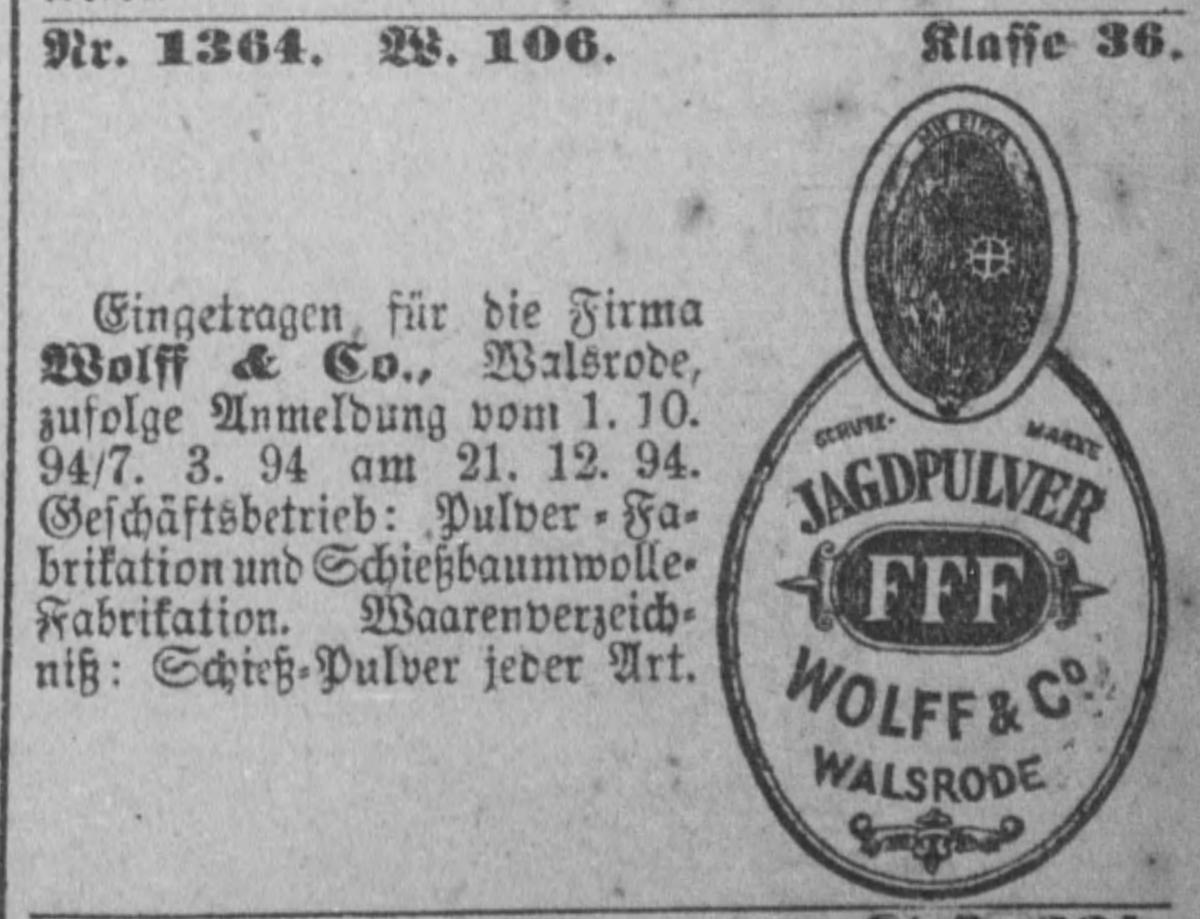 Nr. 1364. W. 106. Klasse 36.
Eingetragen für die Firma
Wolff & Co., Walsrode,
zufolge Anmeldung vom 1. 10.
94/7. 3. 94 am 21. 12. 94.
Geschäftsbetrieb: Pulver-Fa-
brikation und Schießbaumwolle-
Fabrikation. Waarenverzeich-
niß: Schieß-Pulver jeder Art.
SCHUTZ- MARKE
JAGDPULVER
FFF
WOLFF & Co.
WALSRODE